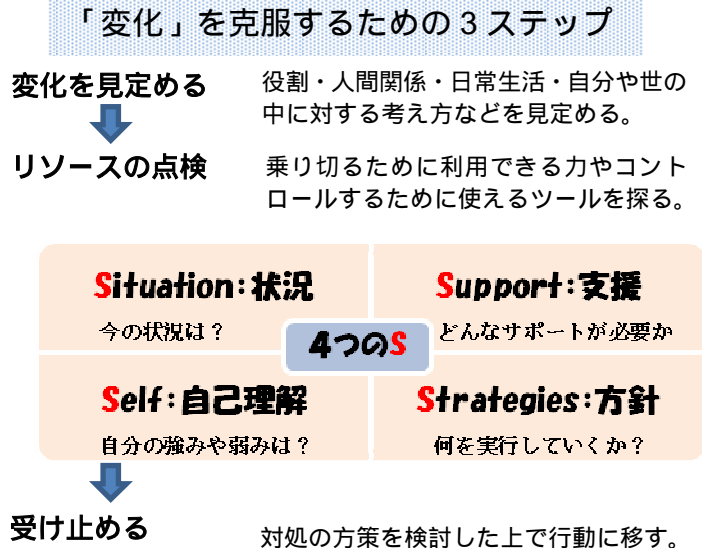 「変化」を克服するための3ステップ
変化を見定める
役割・人間関係・日常生活・自分や世の
中に対する考え方などを見定める。
リソースの点検
乗り切るために利用できる力やコント
ロールするために使えるツールを探る。
Situation:状況
今の状況は？
Support:支援
どんなサポートが必要か
4つのS
Self:自己理解
自分の強みや弱みは？
Strategies:方針
何を実行していくか？
受け止める
対処の方策を検討した上で行動に移す。